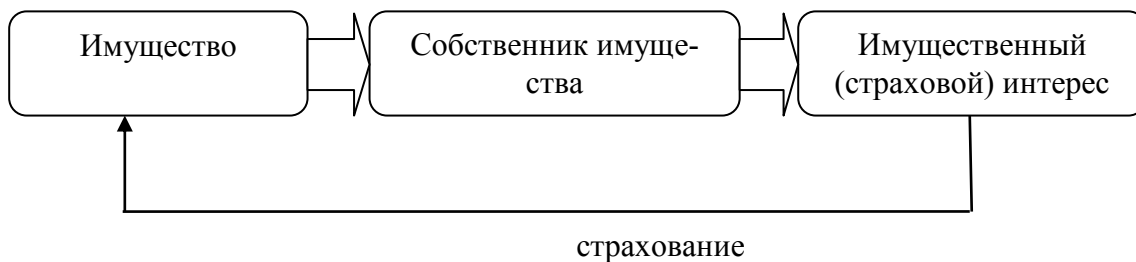 Имущество
Собственник имуще-
ства
Имущественный
(страховой) интерес
страхование